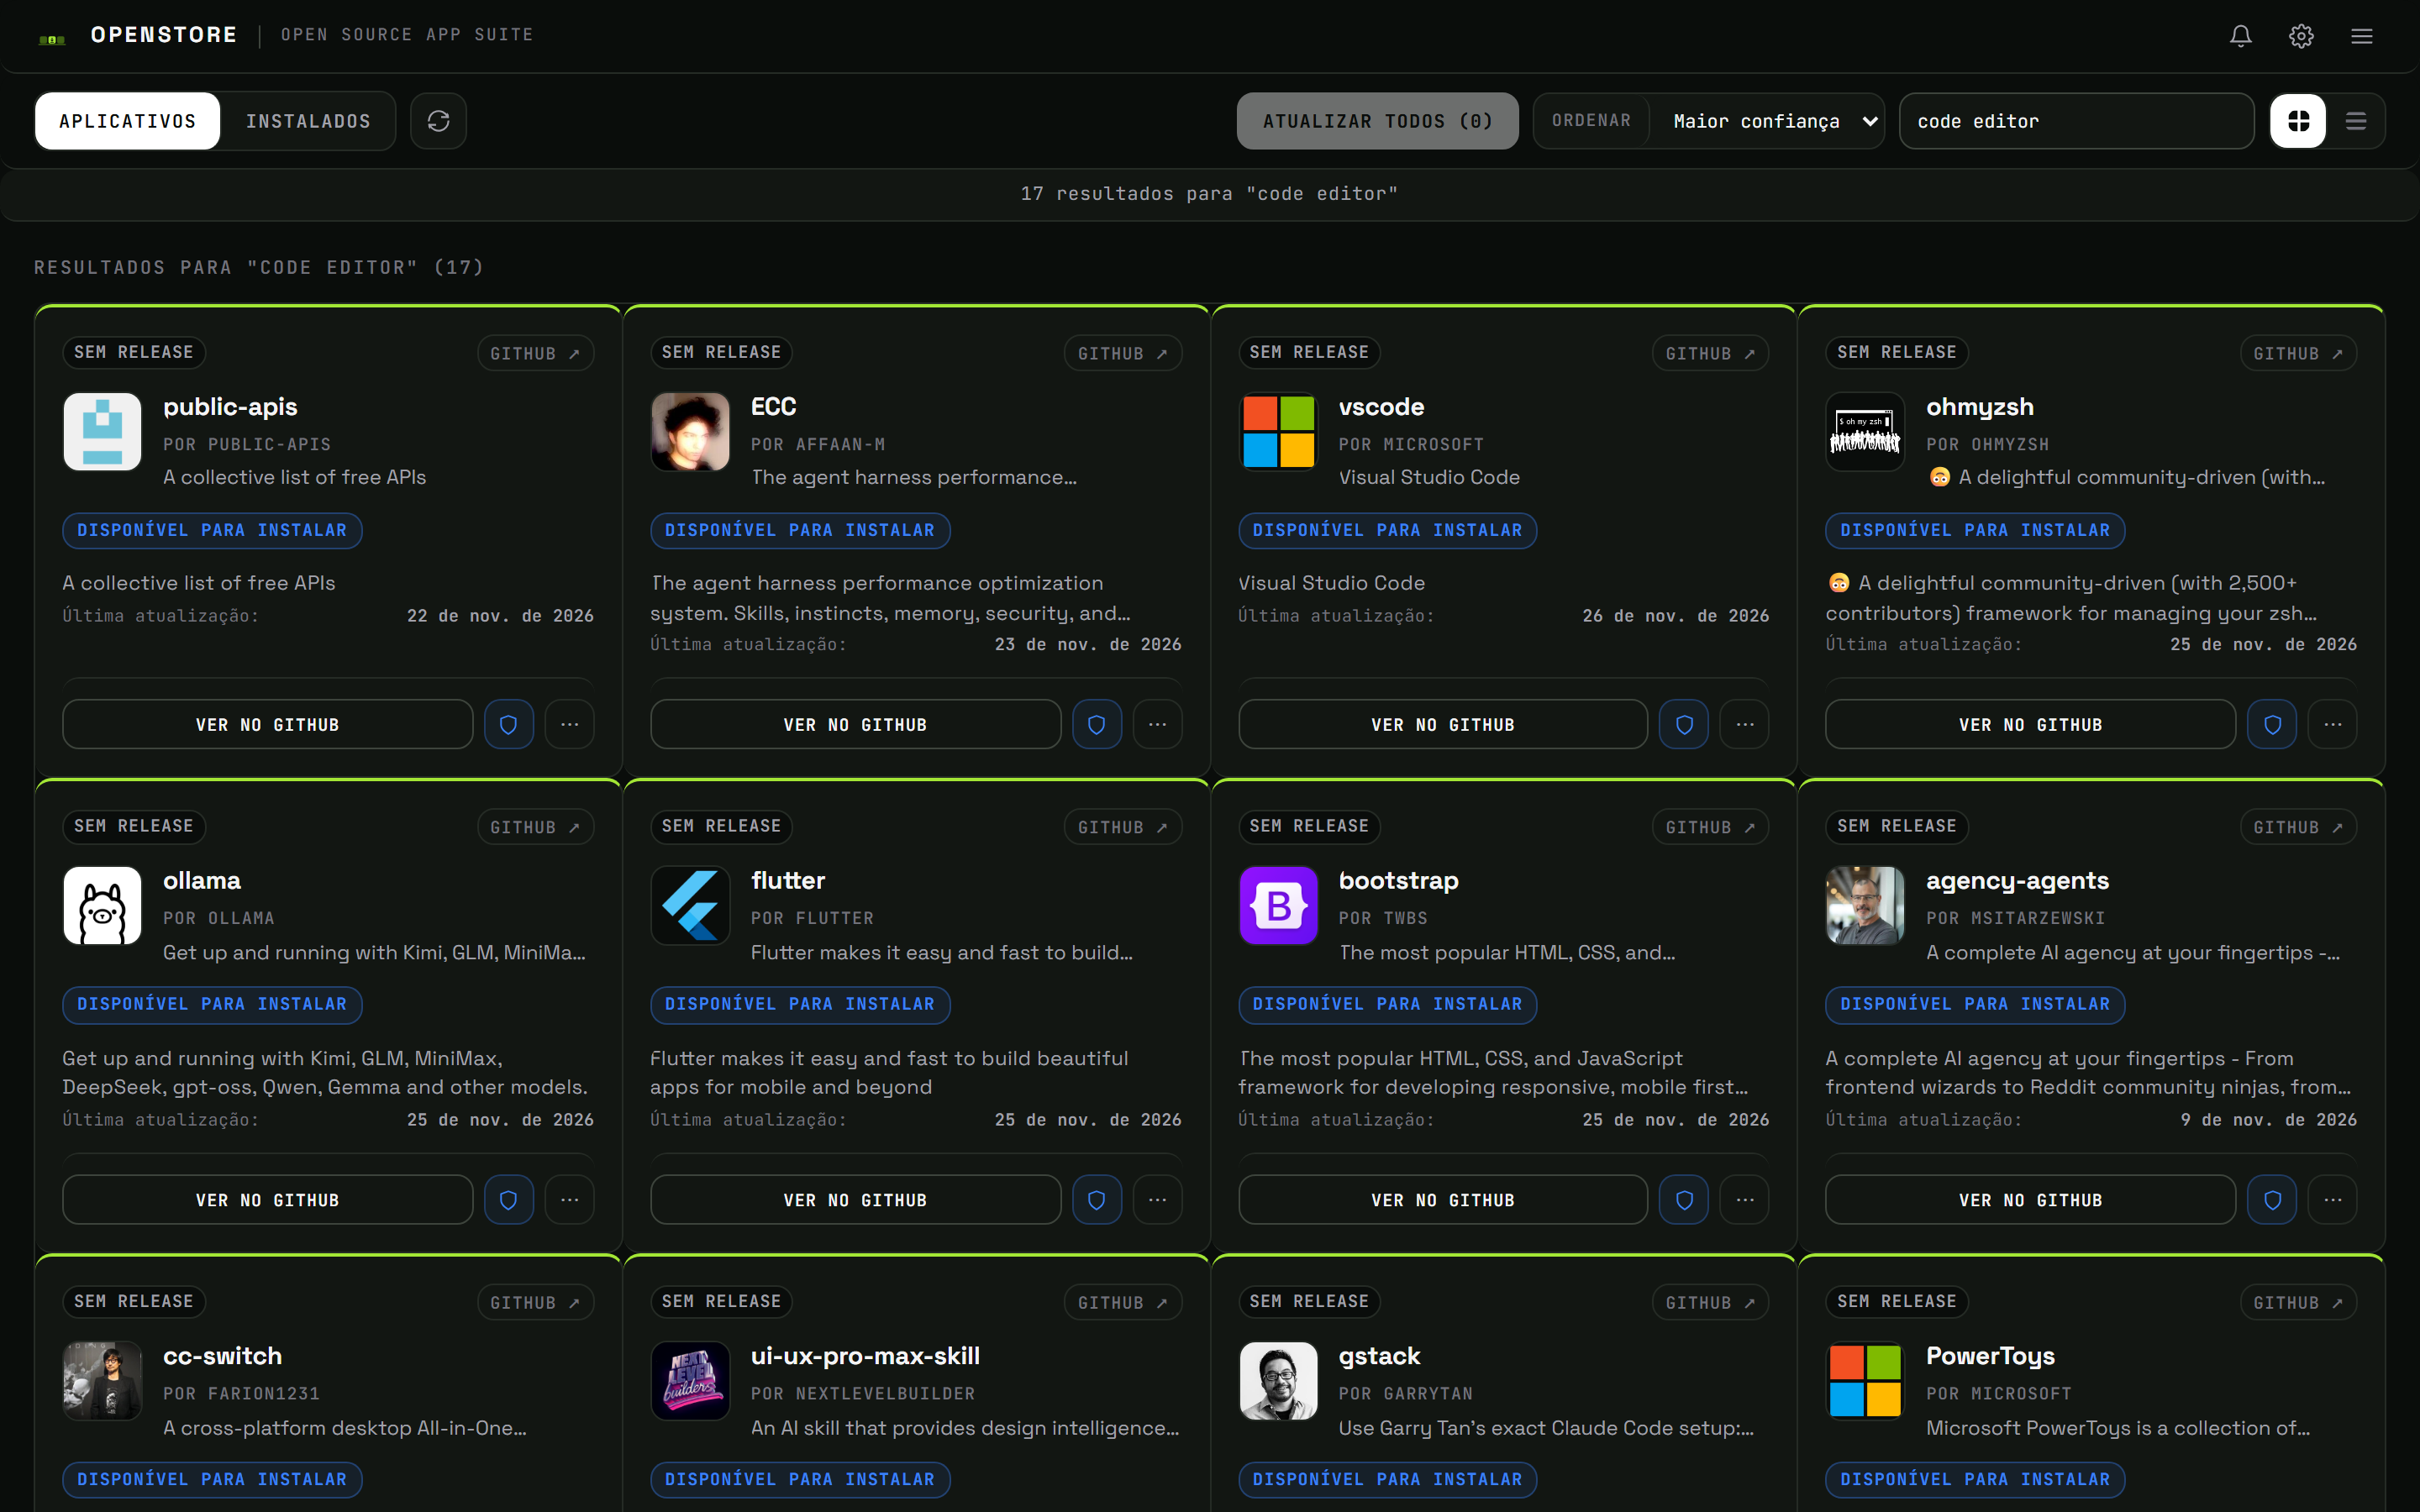 OPENSTORE
OPEN SOURCE APP SUITE
APLICATIVOS
INSTALADOS
ATUALIZAR TODOS (0)
ORDENAR
Maior confiança
code editor
17 resultados para "code editor"
RESULTADOS PARA "CODE EDITOR" (17)
SEM RELEASE
GITHUB ↗
public-apis
POR PUBLIC-APIS
A collective list of free APIs
DISPONÍVEL PARA INSTALAR
A collective list of free APIs
Última atualização:
22 de nov. de 2026
VER NO GITHUB
SEM RELEASE
GITHUB ↗
ECC
POR AFFAAN-M
The agent harness performance...
DISPONÍVEL PARA INSTALAR
The agent harness performance optimization
system. Skills, instincts, memory, security, and...
Última atualização:
23 de nov. de 2026
VER NO GITHUB
SEM RELEASE
GITHUB ↗
vscode
POR MICROSOFT
Visual Studio Code
DISPONÍVEL PARA INSTALAR
Visual Studio Code
Última atualização:
26 de nov. de 2026
VER NO GITHUB
SEM RELEASE
GITHUB ↗
$ oh my zsh
ohmyzsh
POR OHMYZSH
🙃 A delightful community-driven (with...
DISPONÍVEL PARA INSTALAR
🙃 A delightful community-driven (with 2,500+
contributors) framework for managing your zsh...
Última atualização:
25 de nov. de 2026
VER NO GITHUB
SEM RELEASE
GITHUB ↗
ollama
POR OLLAMA
Get up and running with Kimi, GLM, MiniMa...
DISPONÍVEL PARA INSTALAR
Get up and running with Kimi, GLM, MiniMax,
DeepSeek, gpt-oss, Qwen, Gemma and other models.
Última atualização:
25 de nov. de 2026
VER NO GITHUB
SEM RELEASE
GITHUB ↗
flutter
POR FLUTTER
Flutter makes it easy and fast to build...
DISPONÍVEL PARA INSTALAR
Flutter makes it easy and fast to build beautiful
apps for mobile and beyond
Última atualização:
25 de nov. de 2026
VER NO GITHUB
SEM RELEASE
GITHUB ↗
B
bootstrap
POR TWBS
The most popular HTML, CSS, and...
DISPONÍVEL PARA INSTALAR
The most popular HTML, CSS, and JavaScript
framework for developing responsive, mobile first...
Última atualização:
25 de nov. de 2026
VER NO GITHUB
SEM RELEASE
GITHUB ↗
agency-agents
POR MSITARZEWSKI
A complete AI agency at your fingertips -...
DISPONÍVEL PARA INSTALAR
A complete AI agency at your fingertips - From
frontend wizards to Reddit community ninjas, from...
Última atualização:
9 de nov. de 2026
VER NO GITHUB
SEM RELEASE
GITHUB ↗
cc-switch
POR FARION1231
A cross-platform desktop All-in-One...
DISPONÍVEL PARA INSTALAR
SEM RELEASE
GITHUB ↗
NEXT
LEVEL
builders
ui-ux-pro-max-skill
POR NEXTLEVELBUILDER
An AI skill that provides design intelligence...
DISPONÍVEL PARA INSTALAR
SEM RELEASE
GITHUB ↗
gstack
POR GARRYTAN
Use Garry Tan's exact Claude Code setup:...
DISPONÍVEL PARA INSTALAR
SEM RELEASE
GITHUB ↗
PowerToys
POR MICROSOFT
Microsoft PowerToys is a collection of...
DISPONÍVEL PARA INSTALAR